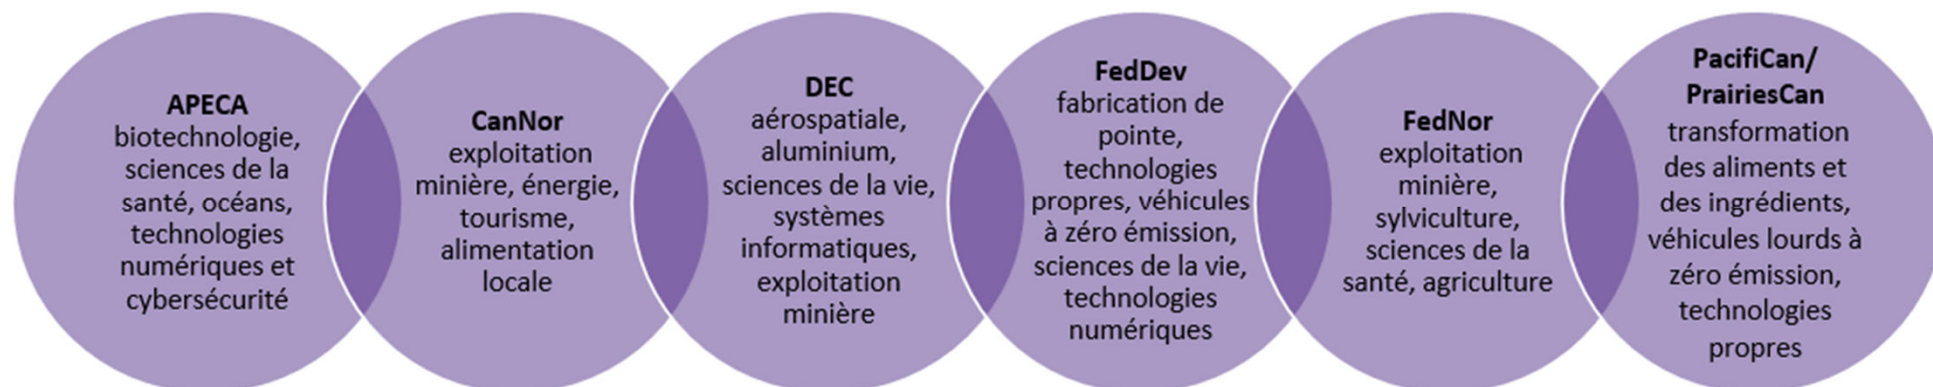 APECA
biotechnologie,
sciences de la
santé, océans,
technologies
numériques et
cybersécurité
CanNor
exploitation
minière, énergie,
tourisme,
alimentation
locale
DEC
aérospatiale,
aluminium,
sciences de la vie,
systèmes
informatiques,
exploitation
minière
FedDev
fabrication de
pointe,
technologies
propres, véhicules
à zéro émission,
sciences de la vie,
technologies
numériques
FedNor
exploitation
minière,
sylviculture,
sciences de la
santé, agriculture
PacifiCan/
PrairiesCan
transformation
des aliments et
des ingrédients,
véhicules lourds à
zéro émission,
technologies
propres